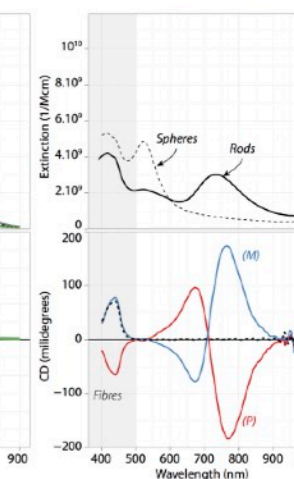 Extinction (1/Mcm)
10¹⁰
8.10⁹
6.10⁹
4.10⁹
2.10⁹
0
Spheres
Rods
CD (millidegrees)
200
100
0
−100
−200
(M)
(P)
Fibres
900
400 500 600 700 800 900
Wavelength (nm)